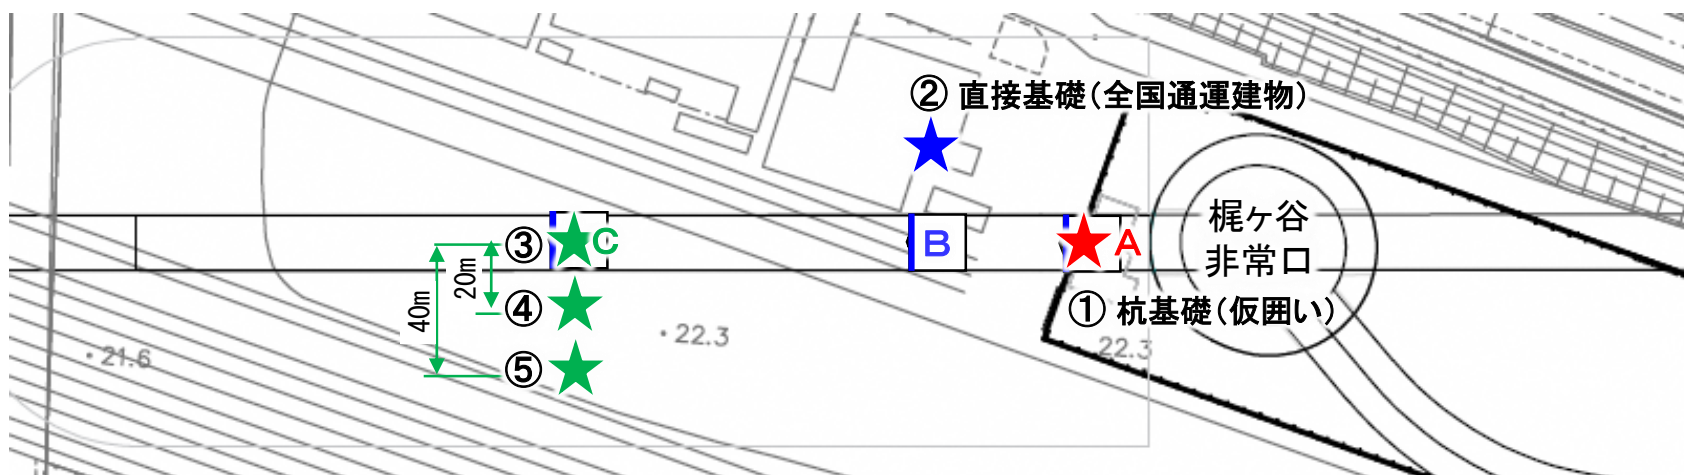 ② 直接基礎（全国通運建物）
梶ヶ谷
非常口
③
C
B
A
20m
40m
④
① 杭基礎（仮囲い）
・22.3
22.3
・21.6
⑤